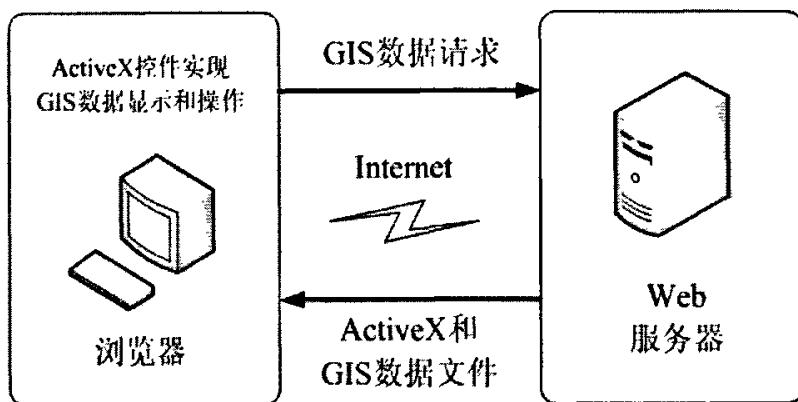 ActiveX控件实现
GIS数据显示和操作
浏览器
GIS数据请求
Internet
ActiveX和
GIS数据文件
Web
服务器